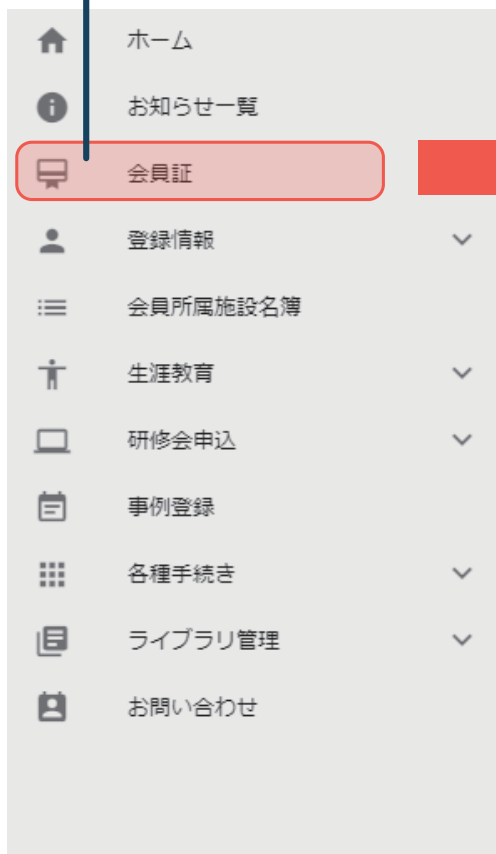 ホーム
お知らせ一覧
会員証
登録情報
会員所属施設名簿
生涯教育
研修会申込
事例登録
各種手続き
ライブラリ管理
お問い合わせ